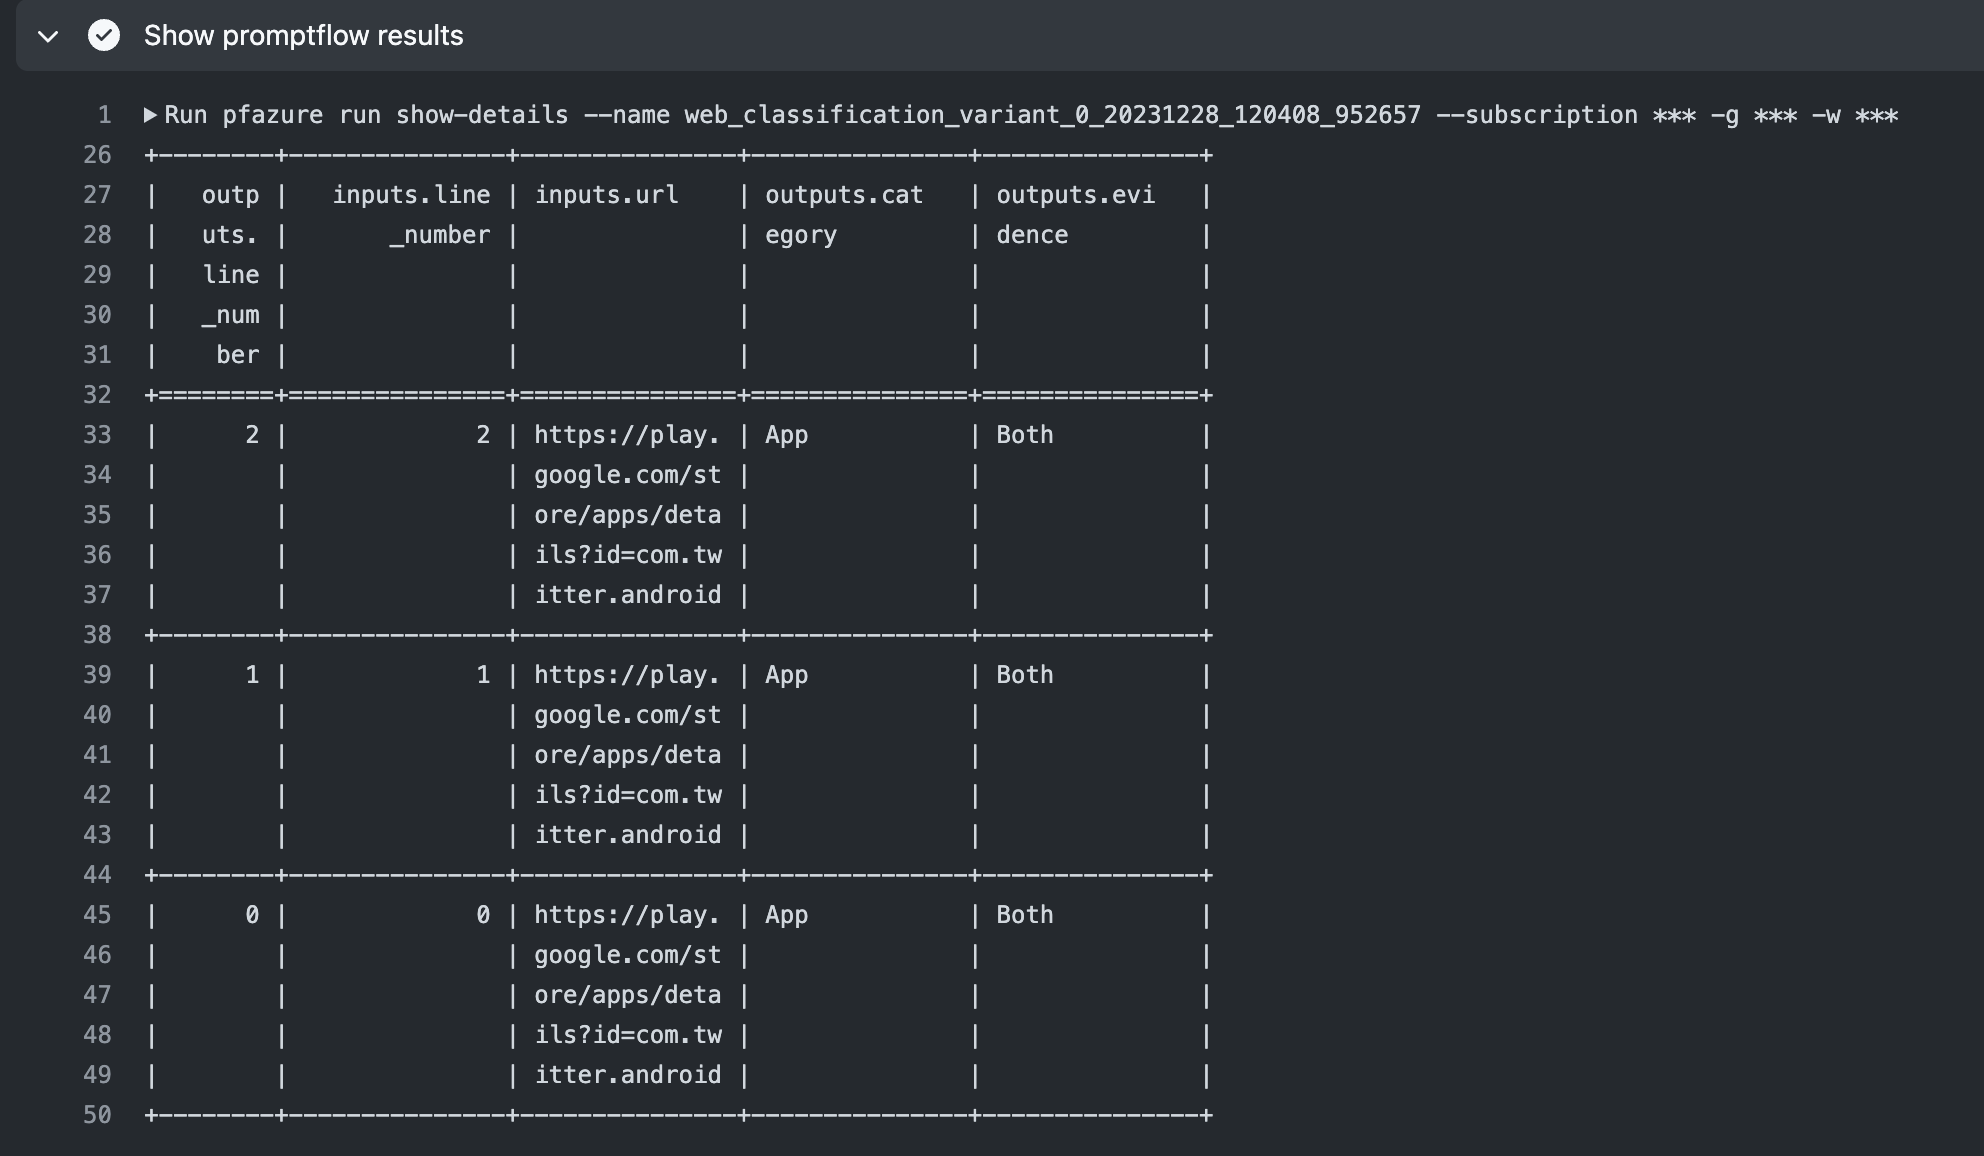 Show promptflow results
1 ▶ Run pfazure run show-details --name web_classification_variant_0_20231228_120408_952657 --subscription *** -g *** -w ***
26 +--------+---------------+---------------+---------------+---------------+
27 |   outp |   inputs.line | inputs.url    | outputs.cat   | outputs.evi   |
28 |   uts. |       _number |               | egory         | dence         |
29 |   line |               |               |               |               |
30 |   _num |               |               |               |               |
31 |    ber |               |               |               |               |
32 +========+===============+===============+===============+===============+
33 |      2 |             2 | https://play. | App           | Both          |
34 |        |               | google.com/st |               |               |
35 |        |               | ore/apps/deta |               |               |
36 |        |               | ils?id=com.tw |               |               |
37 |        |               | itter.android |               |               |
38 +--------+---------------+---------------+---------------+---------------+
39 |      1 |             1 | https://play. | App           | Both          |
40 |        |               | google.com/st |               |               |
41 |        |               | ore/apps/deta |               |               |
42 |        |               | ils?id=com.tw |               |               |
43 |        |               | itter.android |               |               |
44 +--------+---------------+---------------+---------------+---------------+
45 |      0 |             0 | https://play. | App           | Both          |
46 |        |               | google.com/st |               |               |
47 |        |               | ore/apps/deta |               |               |
48 |        |               | ils?id=com.tw |               |               |
49 |        |               | itter.android |               |               |
50 +--------+---------------+---------------+---------------+---------------+